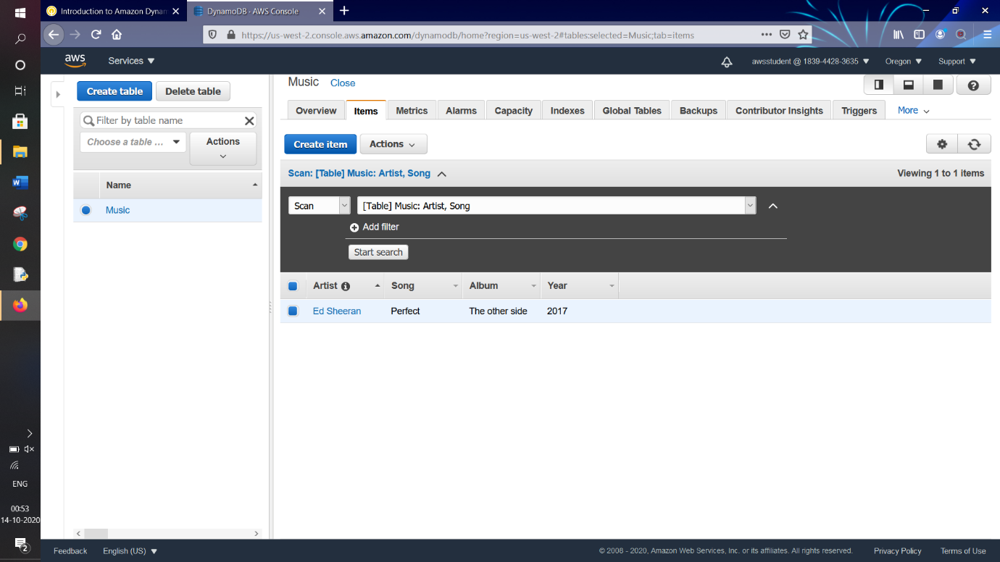 Introduction to Amazon Dynam
DynamoDB · AWS Console
https://us-west-2.console.aws.amazon.com/dynamodb/home?region=us-west-2#tables:selected=Music;tab=items
aws
Services
awsstudent @ 1839-4428-3635
Oregon
Support
Create table
Delete table
Filter by table name
Choose a table ...
Actions
Name
Music
Music
Close
Overview
Items
Metrics
Alarms
Capacity
Indexes
Global Tables
Backups
Contributor Insights
Triggers
More
Create item
Actions
Scan: [Table] Music: Artist, Song
Viewing 1 to 1 items
Scan
[Table] Music: Artist, Song
Add filter
Start search
Artist
Song
Album
Year
Ed Sheeran
Perfect
The other side
2017
ENG
00:53
14-10-2020
2
Feedback
English (US)
© 2008 - 2020, Amazon Web Services, Inc. or its affiliates. All rights reserved.
Privacy Policy
Terms of Use